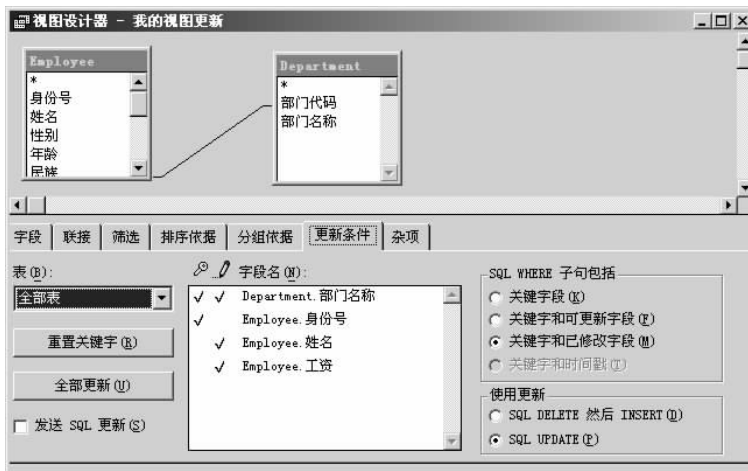 视图设计器 - 我的视图更新
Employee
*
身份号
姓名
性别
年龄
民族
Department
*
部门代码
部门名称
字段 联接 筛选 排序依据 分组依据 更新条件 杂项
表(B):
全部表
重置关键字(R)
全部更新(U)
发送 SQL 更新(S)
字段名(N):
Department.部门名称
Employee.身份号
Employee.姓名
Employee.工资
SQL WHERE 子句包括
关键字段(K)
关键字和可更新字段(F)
关键字和已修改字段(M)
关键字和时间戳(T)
使用更新
SQL DELETE 然后 INSERT(D)
SQL UPDATE(P)